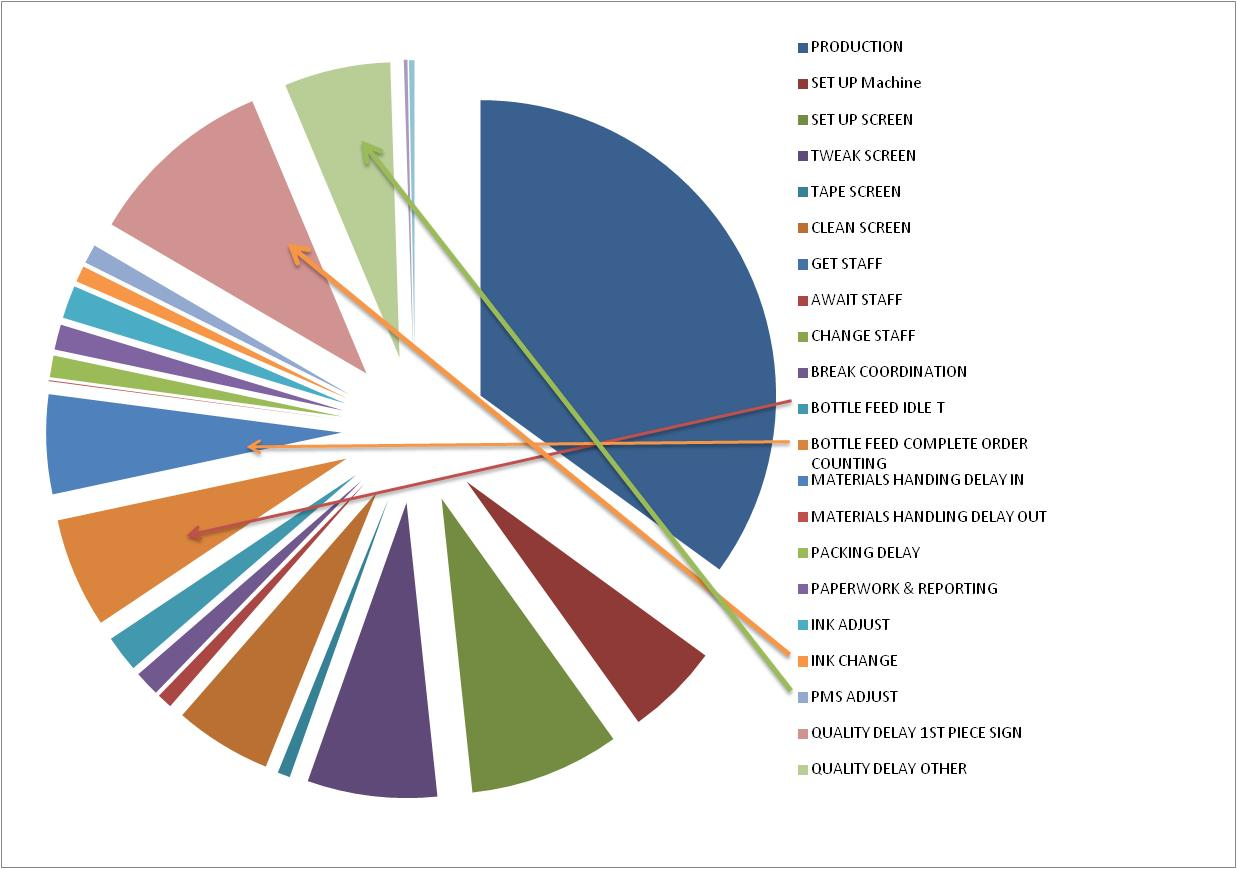 PRODUCTION
SET UP Machine
SET UP SCREEN
TWEAK SCREEN
TAPE SCREEN
CLEAN SCREEN
GET STAFF
AWAIT STAFF
CHANGE STAFF
BREAK COORDINATION
BOTTLE FEED IDLE T
BOTTLE FEED COMPLETE ORDER
COUNTING
MATERIALS HANDING DELAY IN
MATERIALS HANDLING DELAY OUT
PACKING DELAY
PAPERWORK & REPORTING
INK ADJUST
INK CHANGE
PMS ADJUST
QUALITY DELAY 1ST PIECE SIGN
QUALITY DELAY OTHER